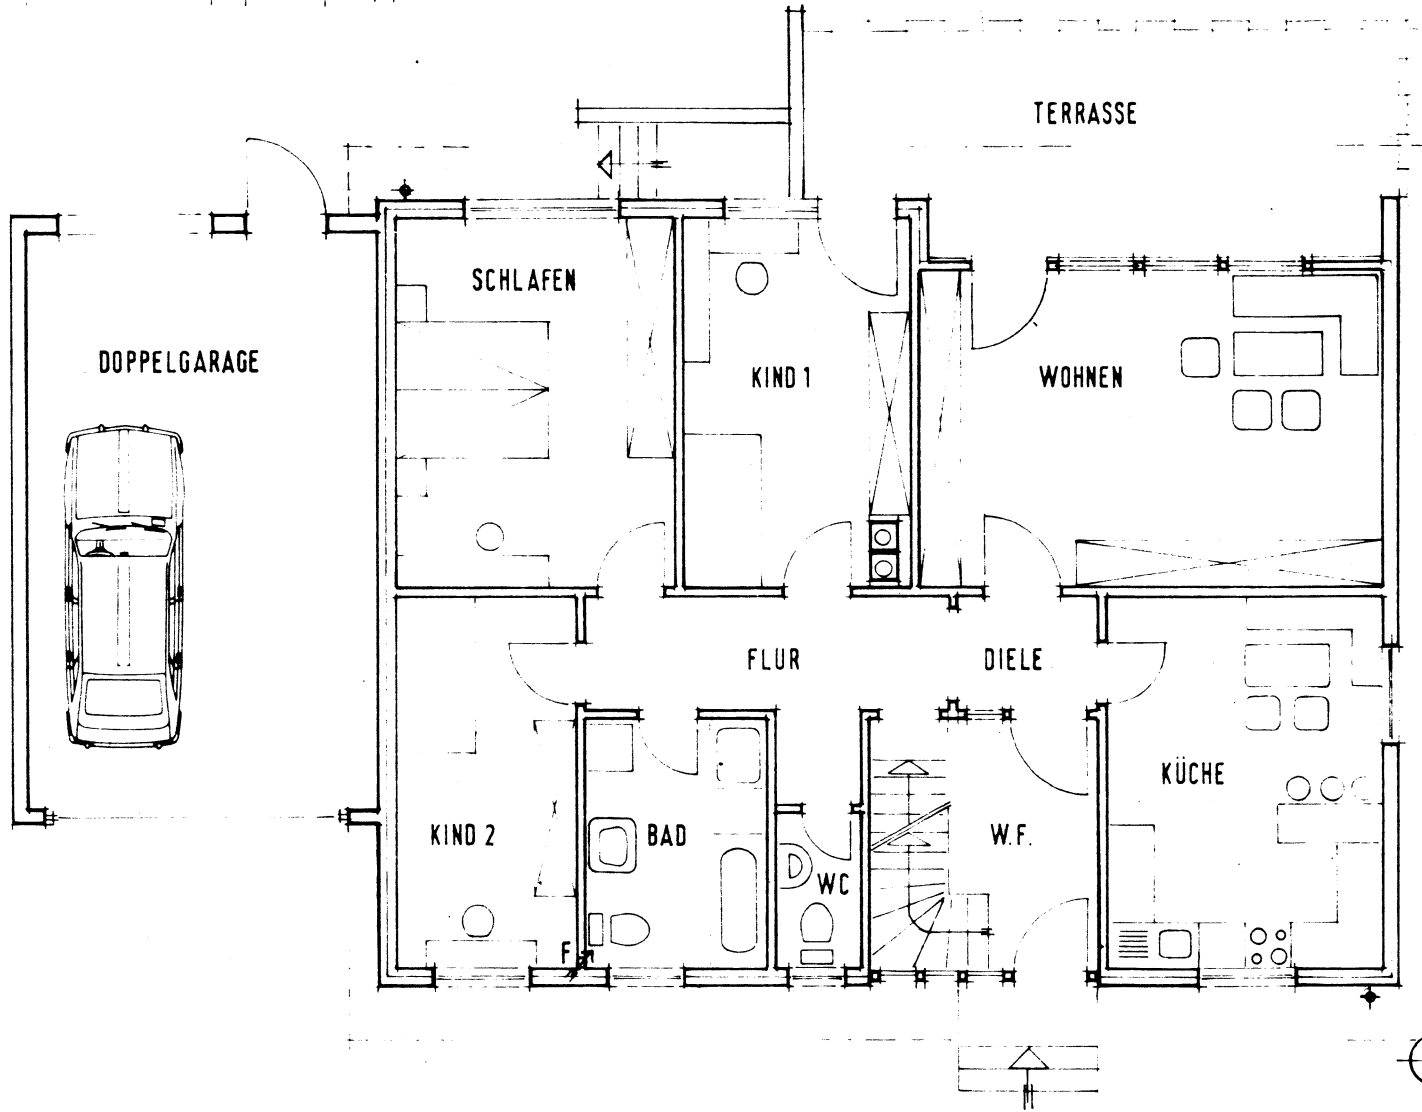 TERRASSE
SCHLAFEN
DOPPELGARAGE
KIND 1
WOHNEN
FLUR
DIELE
KÜCHE
KIND 2
BAD
W.F.
WC
F